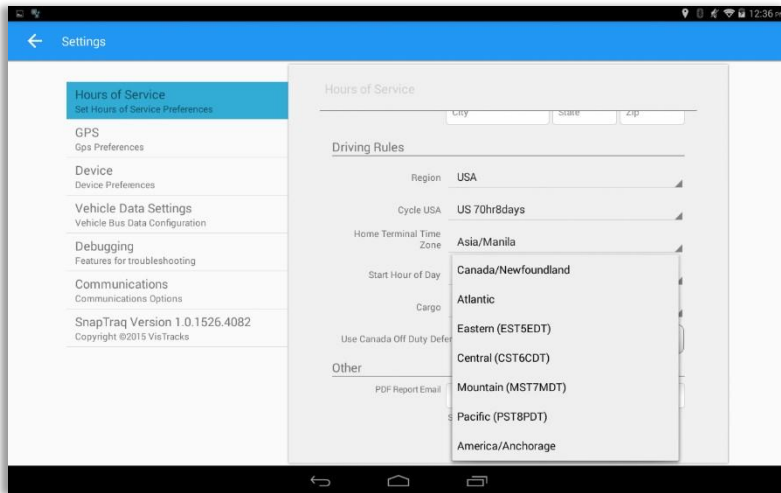 12:36 PM
Settings
Hours of Service
Set Hours of Service Preferences
GPS
Gps Preferences
Device
Device Preferences
Vehicle Data Settings
Vehicle Bus Data Configuration
Debugging
Features for troubleshooting
Communications
Communications Options
SnapTraq Version 1.0.1526.4082
Copyright ©2015 VisTracks
Hours of Service
City State Zip
Driving Rules
Region USA
Cycle USA US 70hr8days
Home Terminal Time
Zone Asia/Manila
Start Hour of Day
Cargo
Use Canada Off Duty Defer
Other
PDF Report Email
S
Canada/Newfoundland
Atlantic
Eastern (EST5EDT)
Central (CST6CDT)
Mountain (MST7MDT)
Pacific (PST8PDT)
America/Anchorage